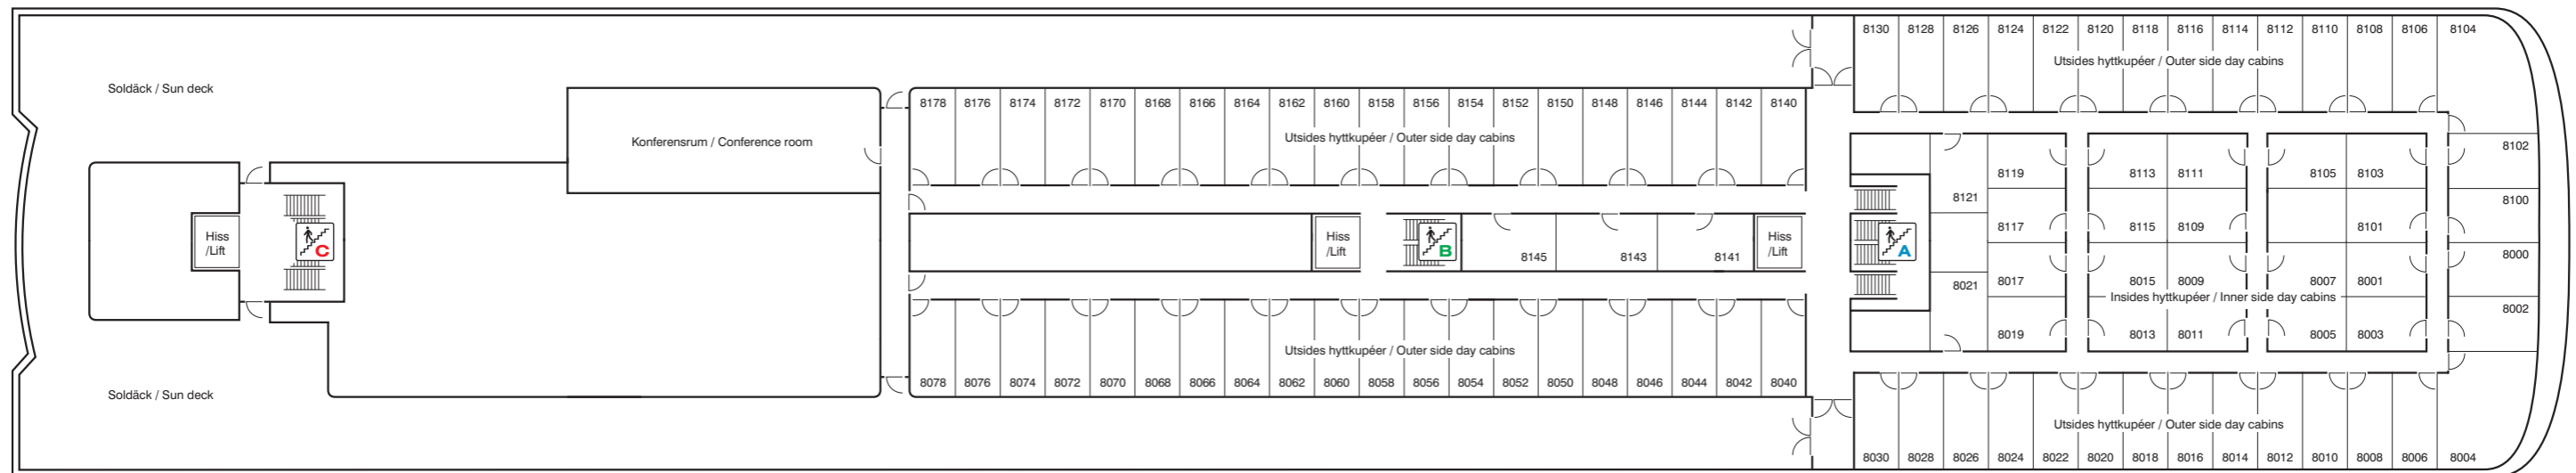 8130 8128 8126 8124 8122 8120 8118 8116 8114 8112 8110 8108 8106 8104
Utsides hyttkupéer / Outer side day cabins
Soldäck / Sun deck
8178 8176 8174 8172 8170 8168 8166 8164 8162 8160 8158 8156 8154 8152 8150 8148 8146 8144 8142 8140
Utsides hyttkupéer / Outer side day cabins
Konferensrum / Conference room
8102
8119 8113 8111 8105 8103
8121
8100
8117 8115 8109 8101
Hiss
/Lift
C
Hiss
/Lift
B
8145 8143 8141
Hiss
/Lift
A
8000
8021
8017 8015 8009 8007 8001
Insides hyttkupéer / Inner side day cabins
8002
8019 8013 8011 8005 8003
Utsides hyttkupéer / Outer side day cabins
8078 8076 8074 8072 8070 8068 8066 8064 8062 8060 8058 8056 8054 8052 8050 8048 8046 8044 8042 8040
Soldäck / Sun deck
Utsides hyttkupéer / Outer side day cabins
8030 8028 8026 8024 8022 8020 8018 8016 8014 8012 8010 8008 8006 8004